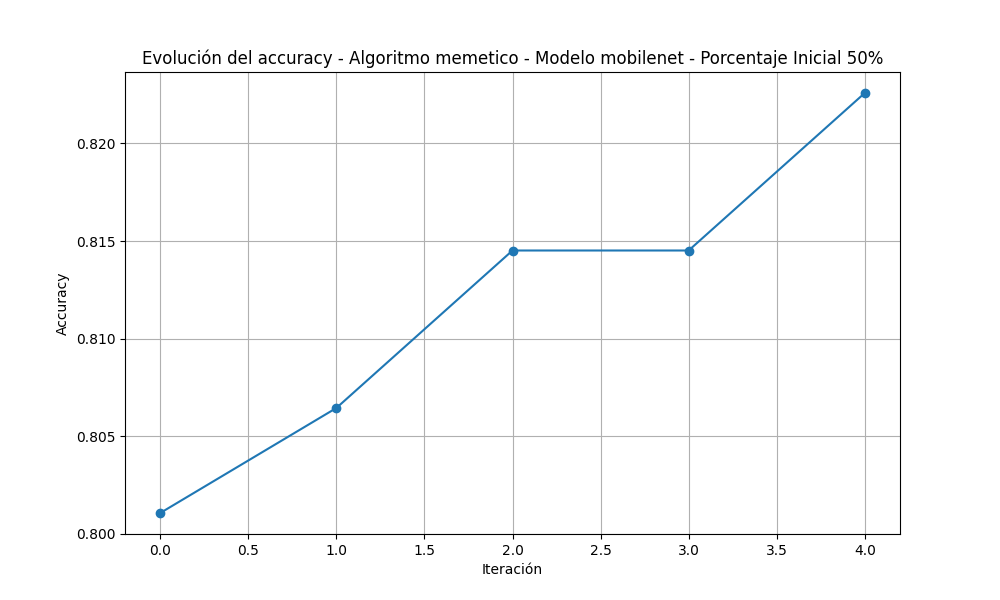 Evolución del accuracy - Algoritmo memetico - Modelo mobilenet - Porcentaje Inicial 50%
0.820
0.815
0.810
0.805
0.800
Accuracy
0.0 0.5 1.0 1.5 2.0 2.5 3.0 3.5 4.0
Iteración